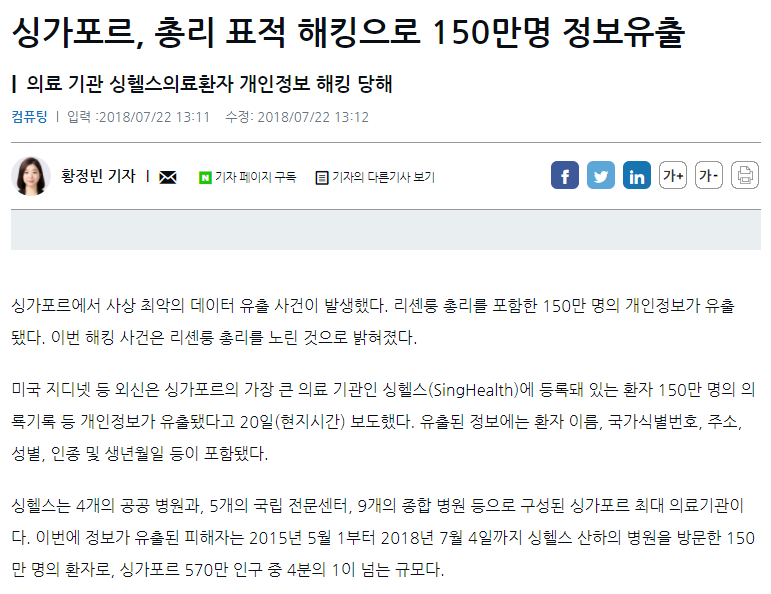 싱가포르, 총리 표적 해킹으로 150만명 정보유출
의료 기관 싱헬스의료환자 개인정보 해킹 당해
컴퓨팅 | 입력 :2018/07/22 13:11 수정: 2018/07/22 13:12
황정빈 기자 | N 기자 페이지 구독 기자의 다른기사 보기 f in 가+ 가-
싱가포르에서 사상 최악의 데이터 유출 사건이 발생했다. 리셴룽 총리를 포함한 150만 명의 개인정보가 유출
됐다. 이번 해킹 사건은 리셴룽 총리를 노린 것으로 밝혀졌다.
미국 지디넷 등 외신은 싱가포르의 가장 큰 의료 기관인 싱헬스(SingHealth)에 등록돼 있는 환자 150만 명의 의
록기록 등 개인정보가 유출됐다고 20일(현지시간) 보도했다. 유출된 정보에는 환자 이름, 국가식별번호, 주소,
성별, 인종 및 생년월일 등이 포함됐다.
싱헬스는 4개의 공공 병원과, 5개의 국립 전문센터, 9개의 종합 병원 등으로 구성된 싱가포르 최대 의료기관이
다. 이번에 정보가 유출된 피해자는 2015년 5월 1부터 2018년 7월 4일까지 싱헬스 산하의 병원을 방문한 150
만 명의 환자로, 싱가포르 570만 인구 중 4분의 1이 넘는 규모다.